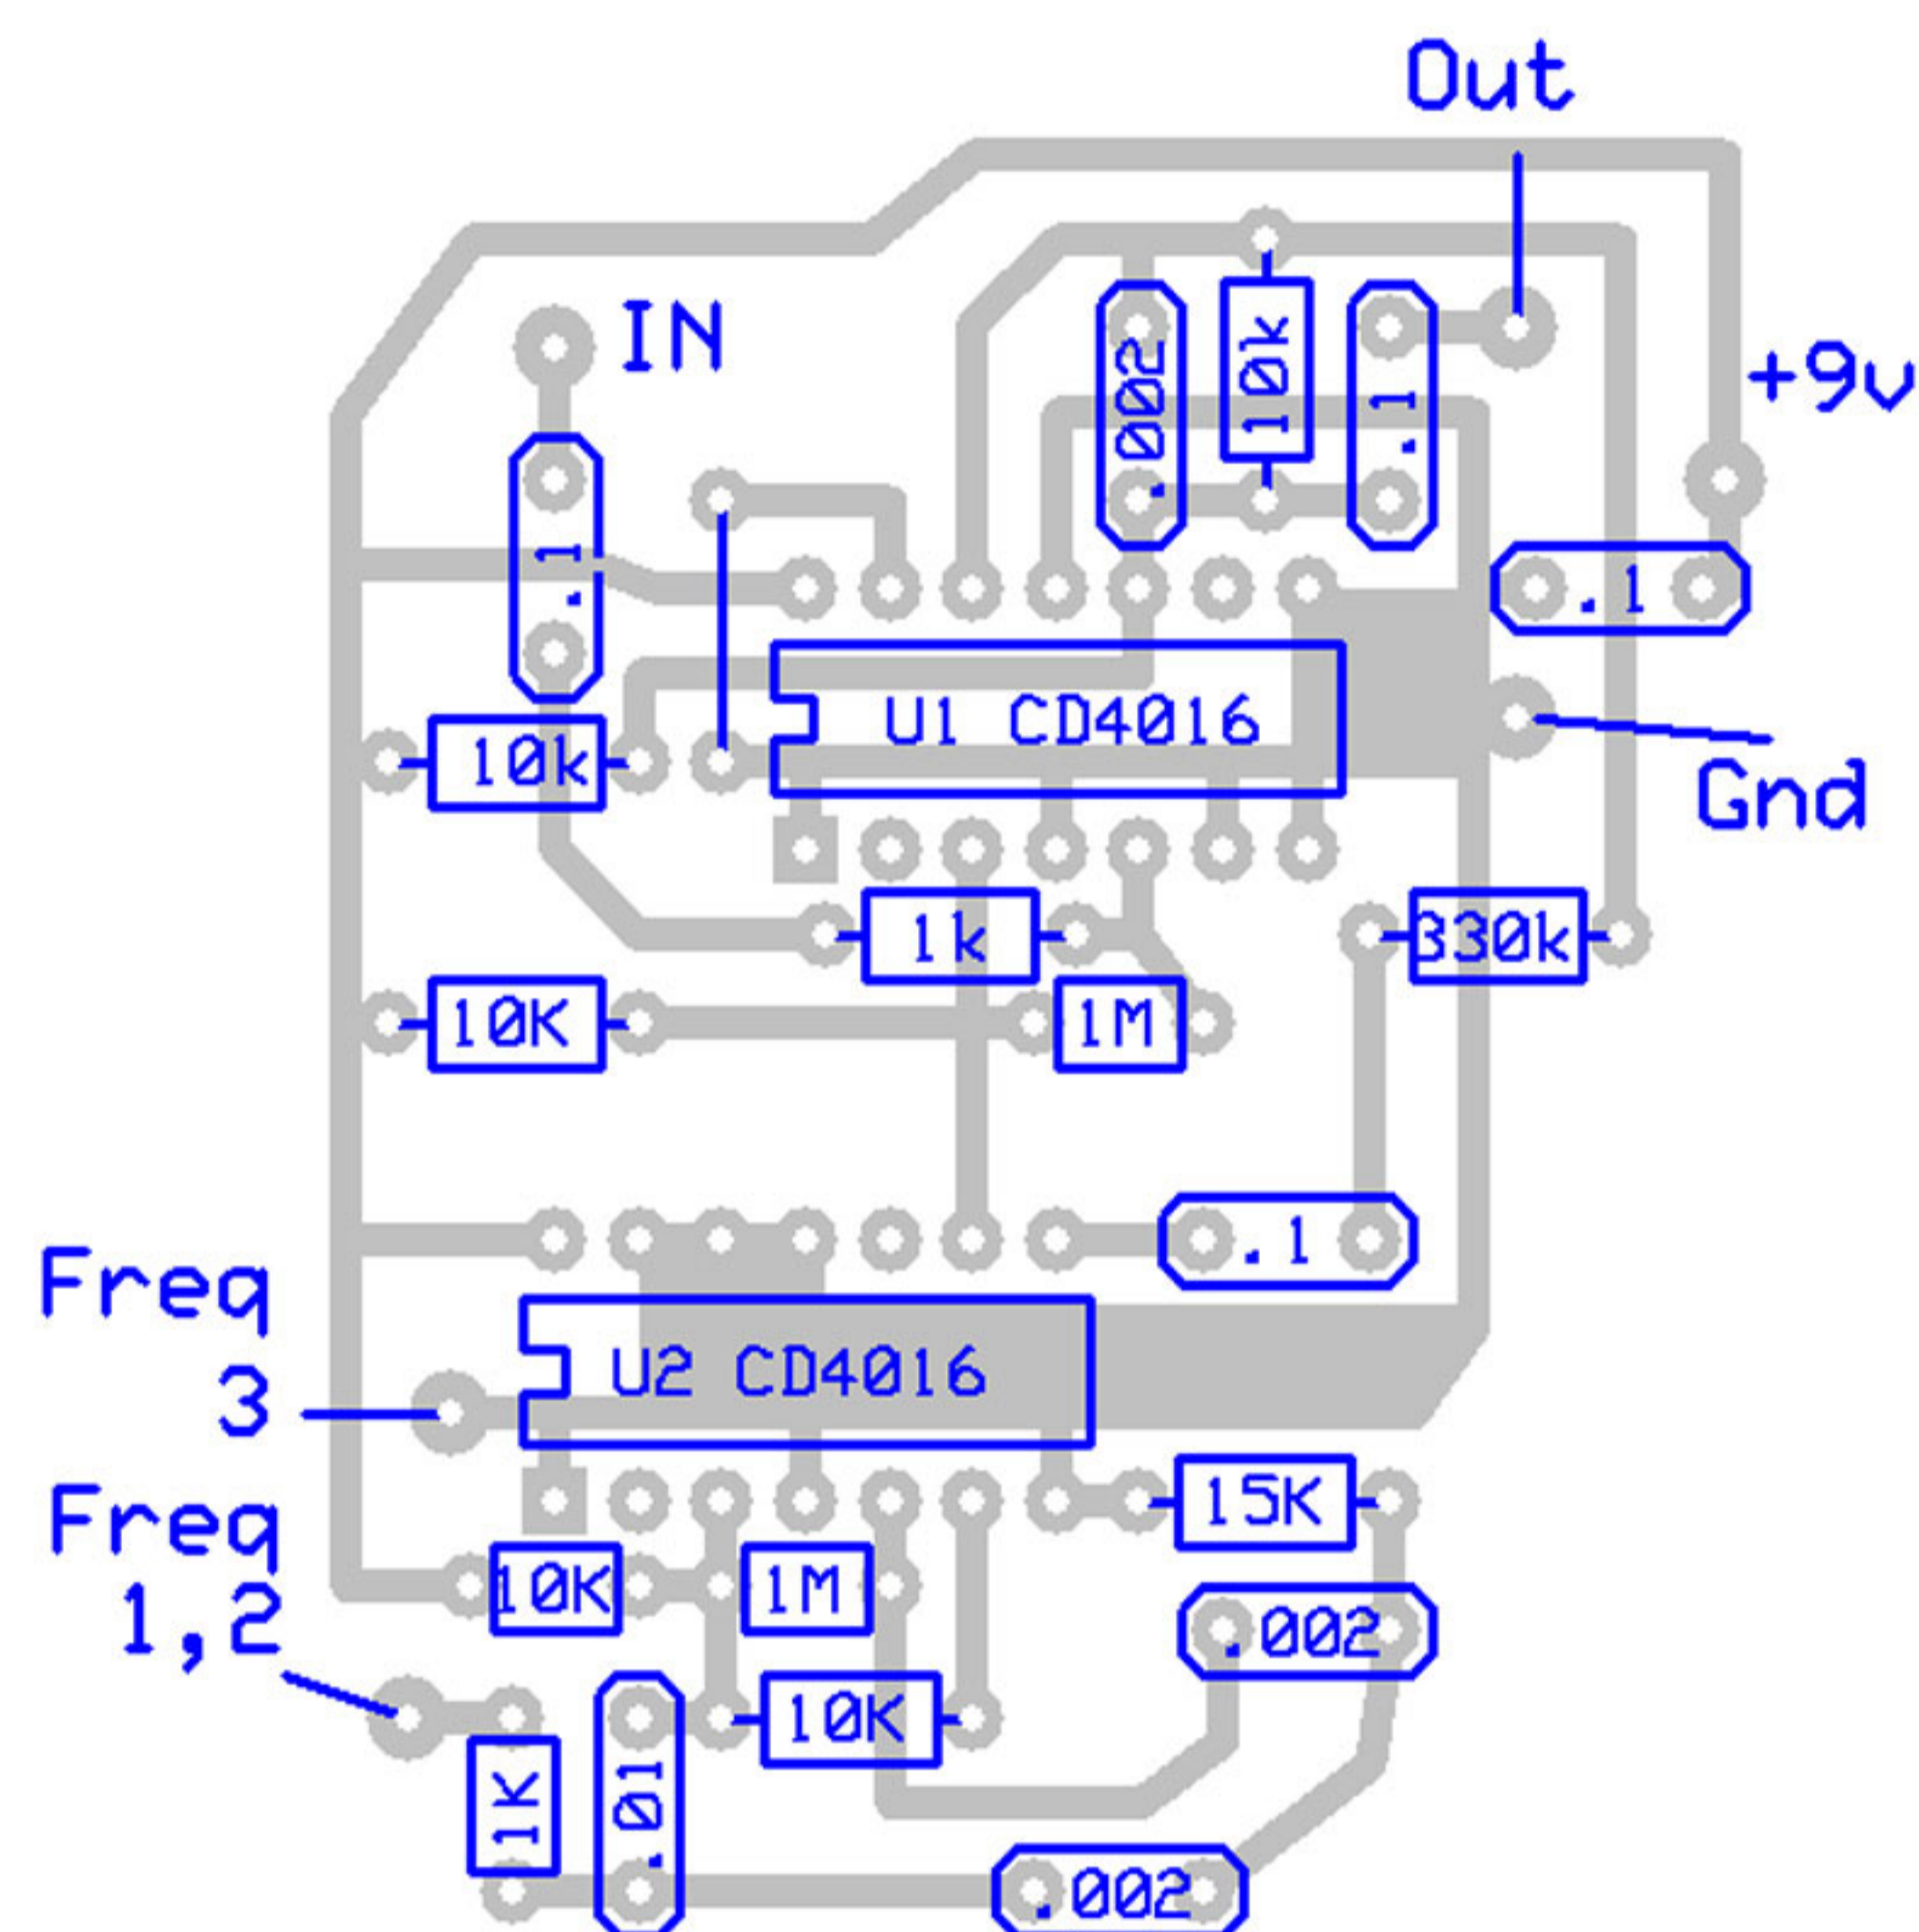 Out
IN
+9v
.002
10k
.1
.1
.1
U1 CD4016
10k
Gnd
1k
330k
10K
1M
.1
Freq
3
U2 CD4016
15K
Freq
1,2
10K
1M
.002
10K
1K
.01
.002